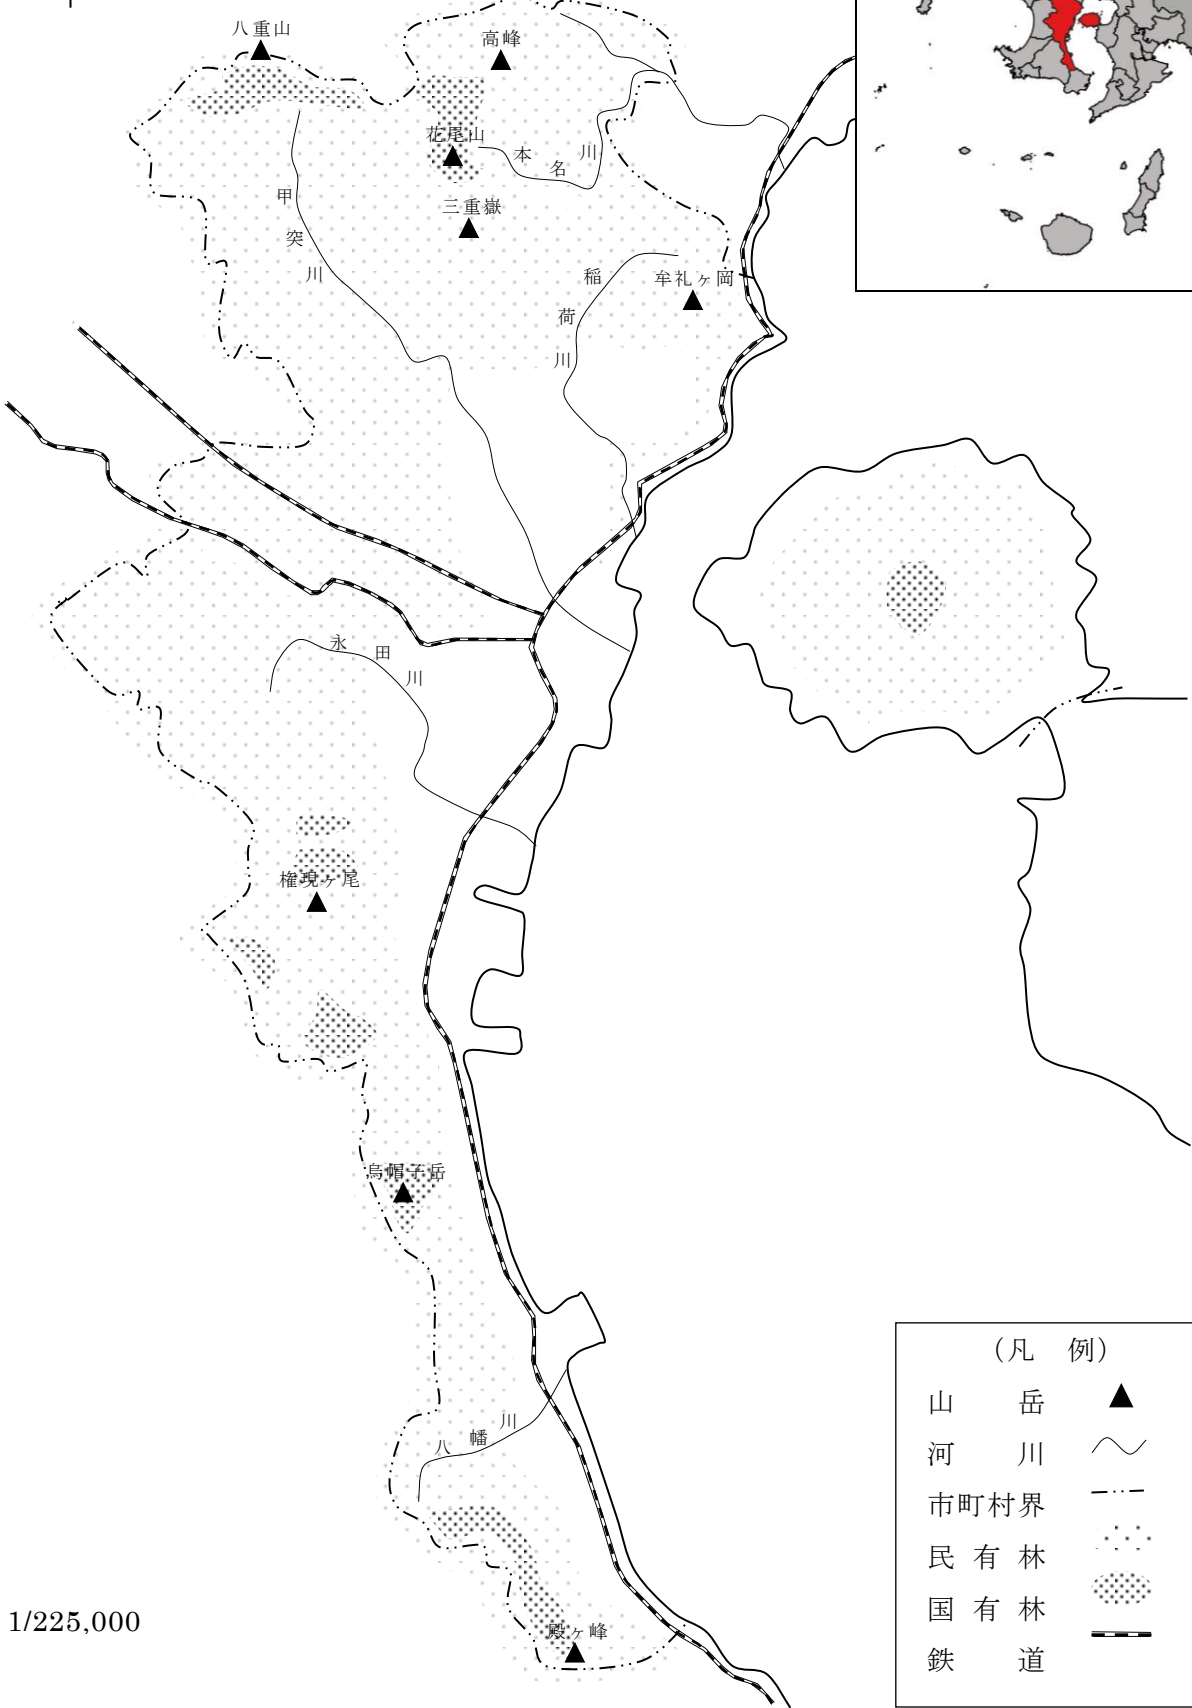 八重山
高峰
花尾山
本名川
甲突川
三重嶽
稲荷川
牟礼ヶ岡
永田川
権現ヶ尾
烏帽子岳
八幡川
殿ヶ峰
1/225,000
（凡　例）
山岳
河川
市町村界
民有林
国有林
鉄道